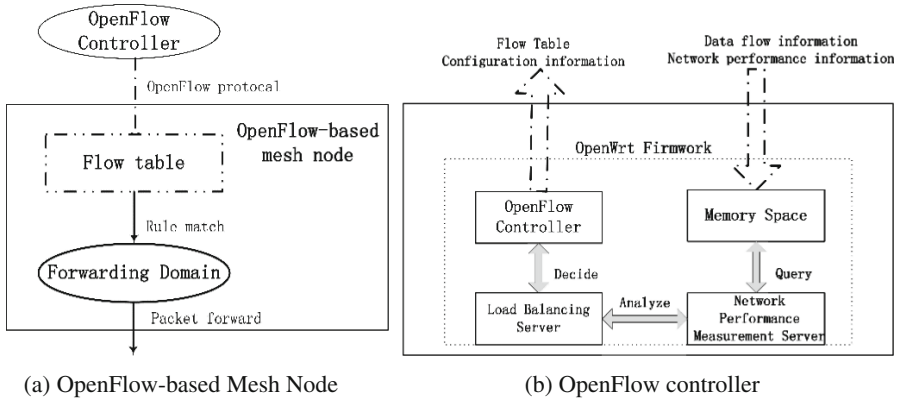 OpenFlow
Controller
OpenFlow protocal
OpenFlow-based
mesh node
Flow table
Rule match
Forwarding Domain
Packet forward
(a) OpenFlow-based Mesh Node
Flow Table
Configuration information
Data flow information
Network performance information
OpenWrt Firmwork
OpenFlow
Controller
Memory Space
Decide
Query
Load Balancing
Server
Analyze
Network
Performance
Measurement Server
(b) OpenFlow controller